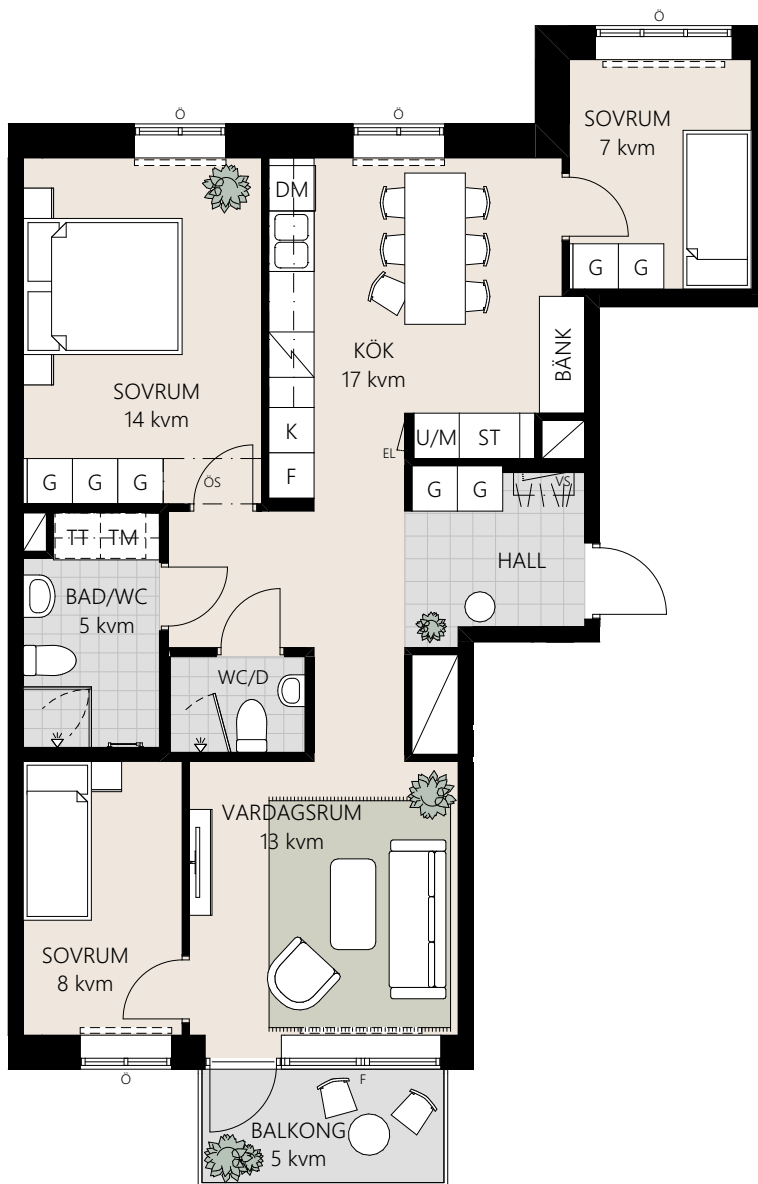 Ö
SOVRUM
7 kvm
G G
Ö
Ö
DM
SOVRUM
14 kvm
KÖK
17 kvm
BÄNK
K
F
EL
U/M ST
G G G
ÖS
G G
VS
HALL
TT TM
BAD/WC
5 kvm
WC/D
VARDAGSRUM
13 kvm
SOVRUM
8 kvm
Ö
F
BALKONG
5 kvm